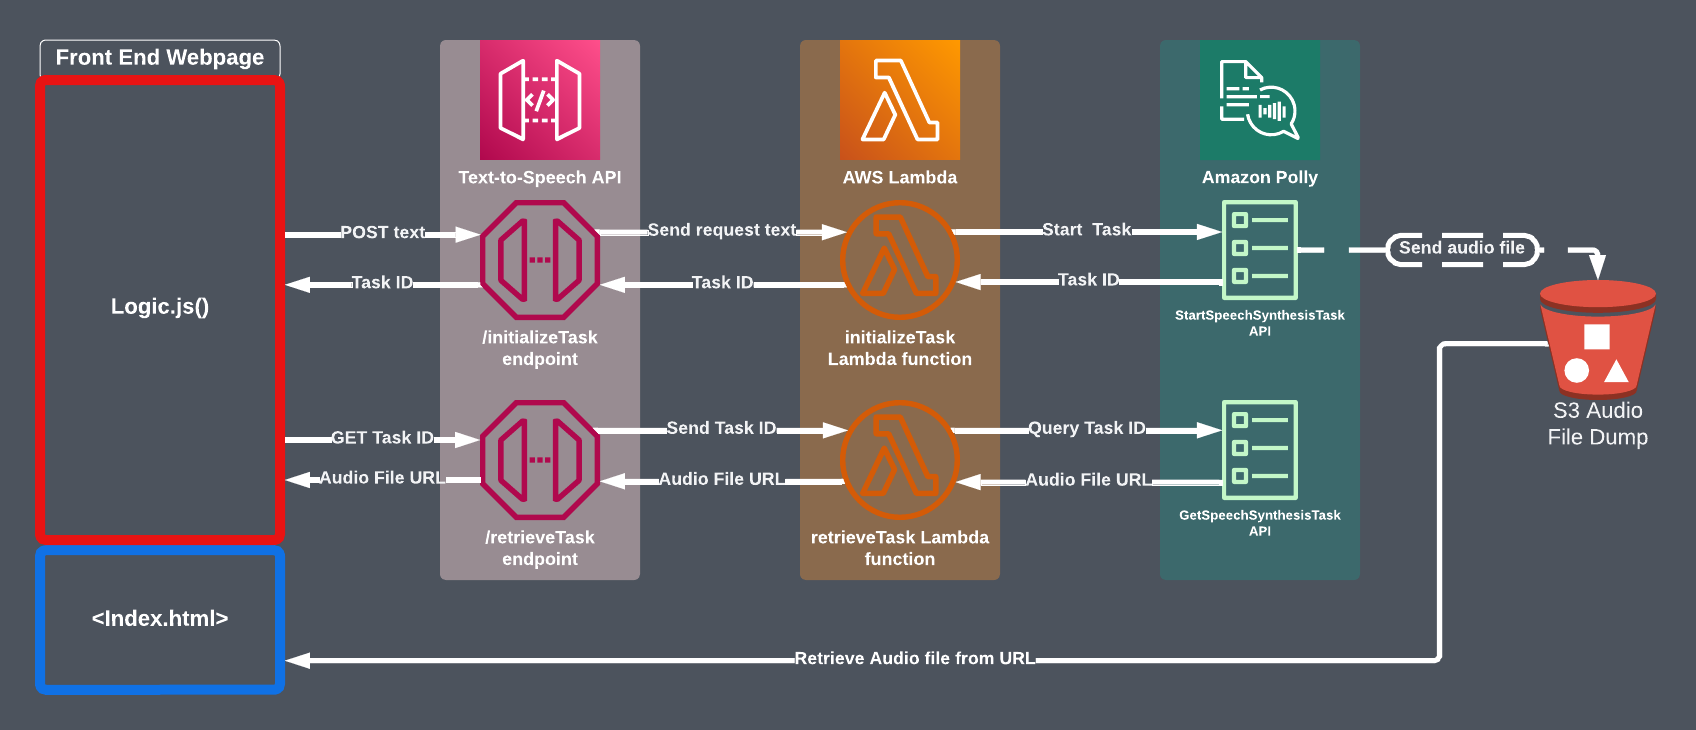 Front End Webpage
Text-to-Speech API
AWS Lambda
Amazon Polly
POST text
Send request text
Start Task
Send audio file
Task ID
Task ID
Task ID
Logic.js()
/initializeTask
endpoint
initializeTask
Lambda function
StartSpeechSynthesisTask
API
S3 Audio
File Dump
GET Task ID
Send Task ID
Query Task ID
Audio File URL
Audio File URL
Audio File URL
/retrieveTask
endpoint
retrieveTask Lambda
function
GetSpeechSynthesisTask
API
<Index.html>
Retrieve Audio file from URL